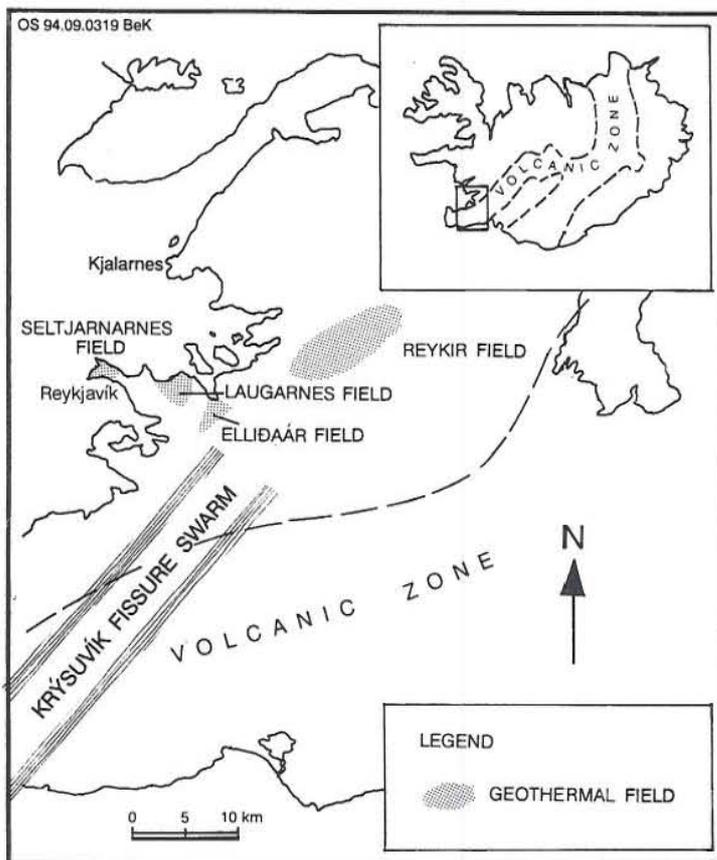 OS 94.09.0319 BeK
VOLCANIC ZONE
Kjalarnes
SELTJARNARNES
FIELD
REYKIR FIELD
Reykjavík
LAUGARNES FIELD
ELLIÐAÁR FIELD
KRÝSUVÍK FISSURE SWARM
VOLCANIC ZONE
N
LEGEND
GEOTHERMAL FIELD
0 5 10 km